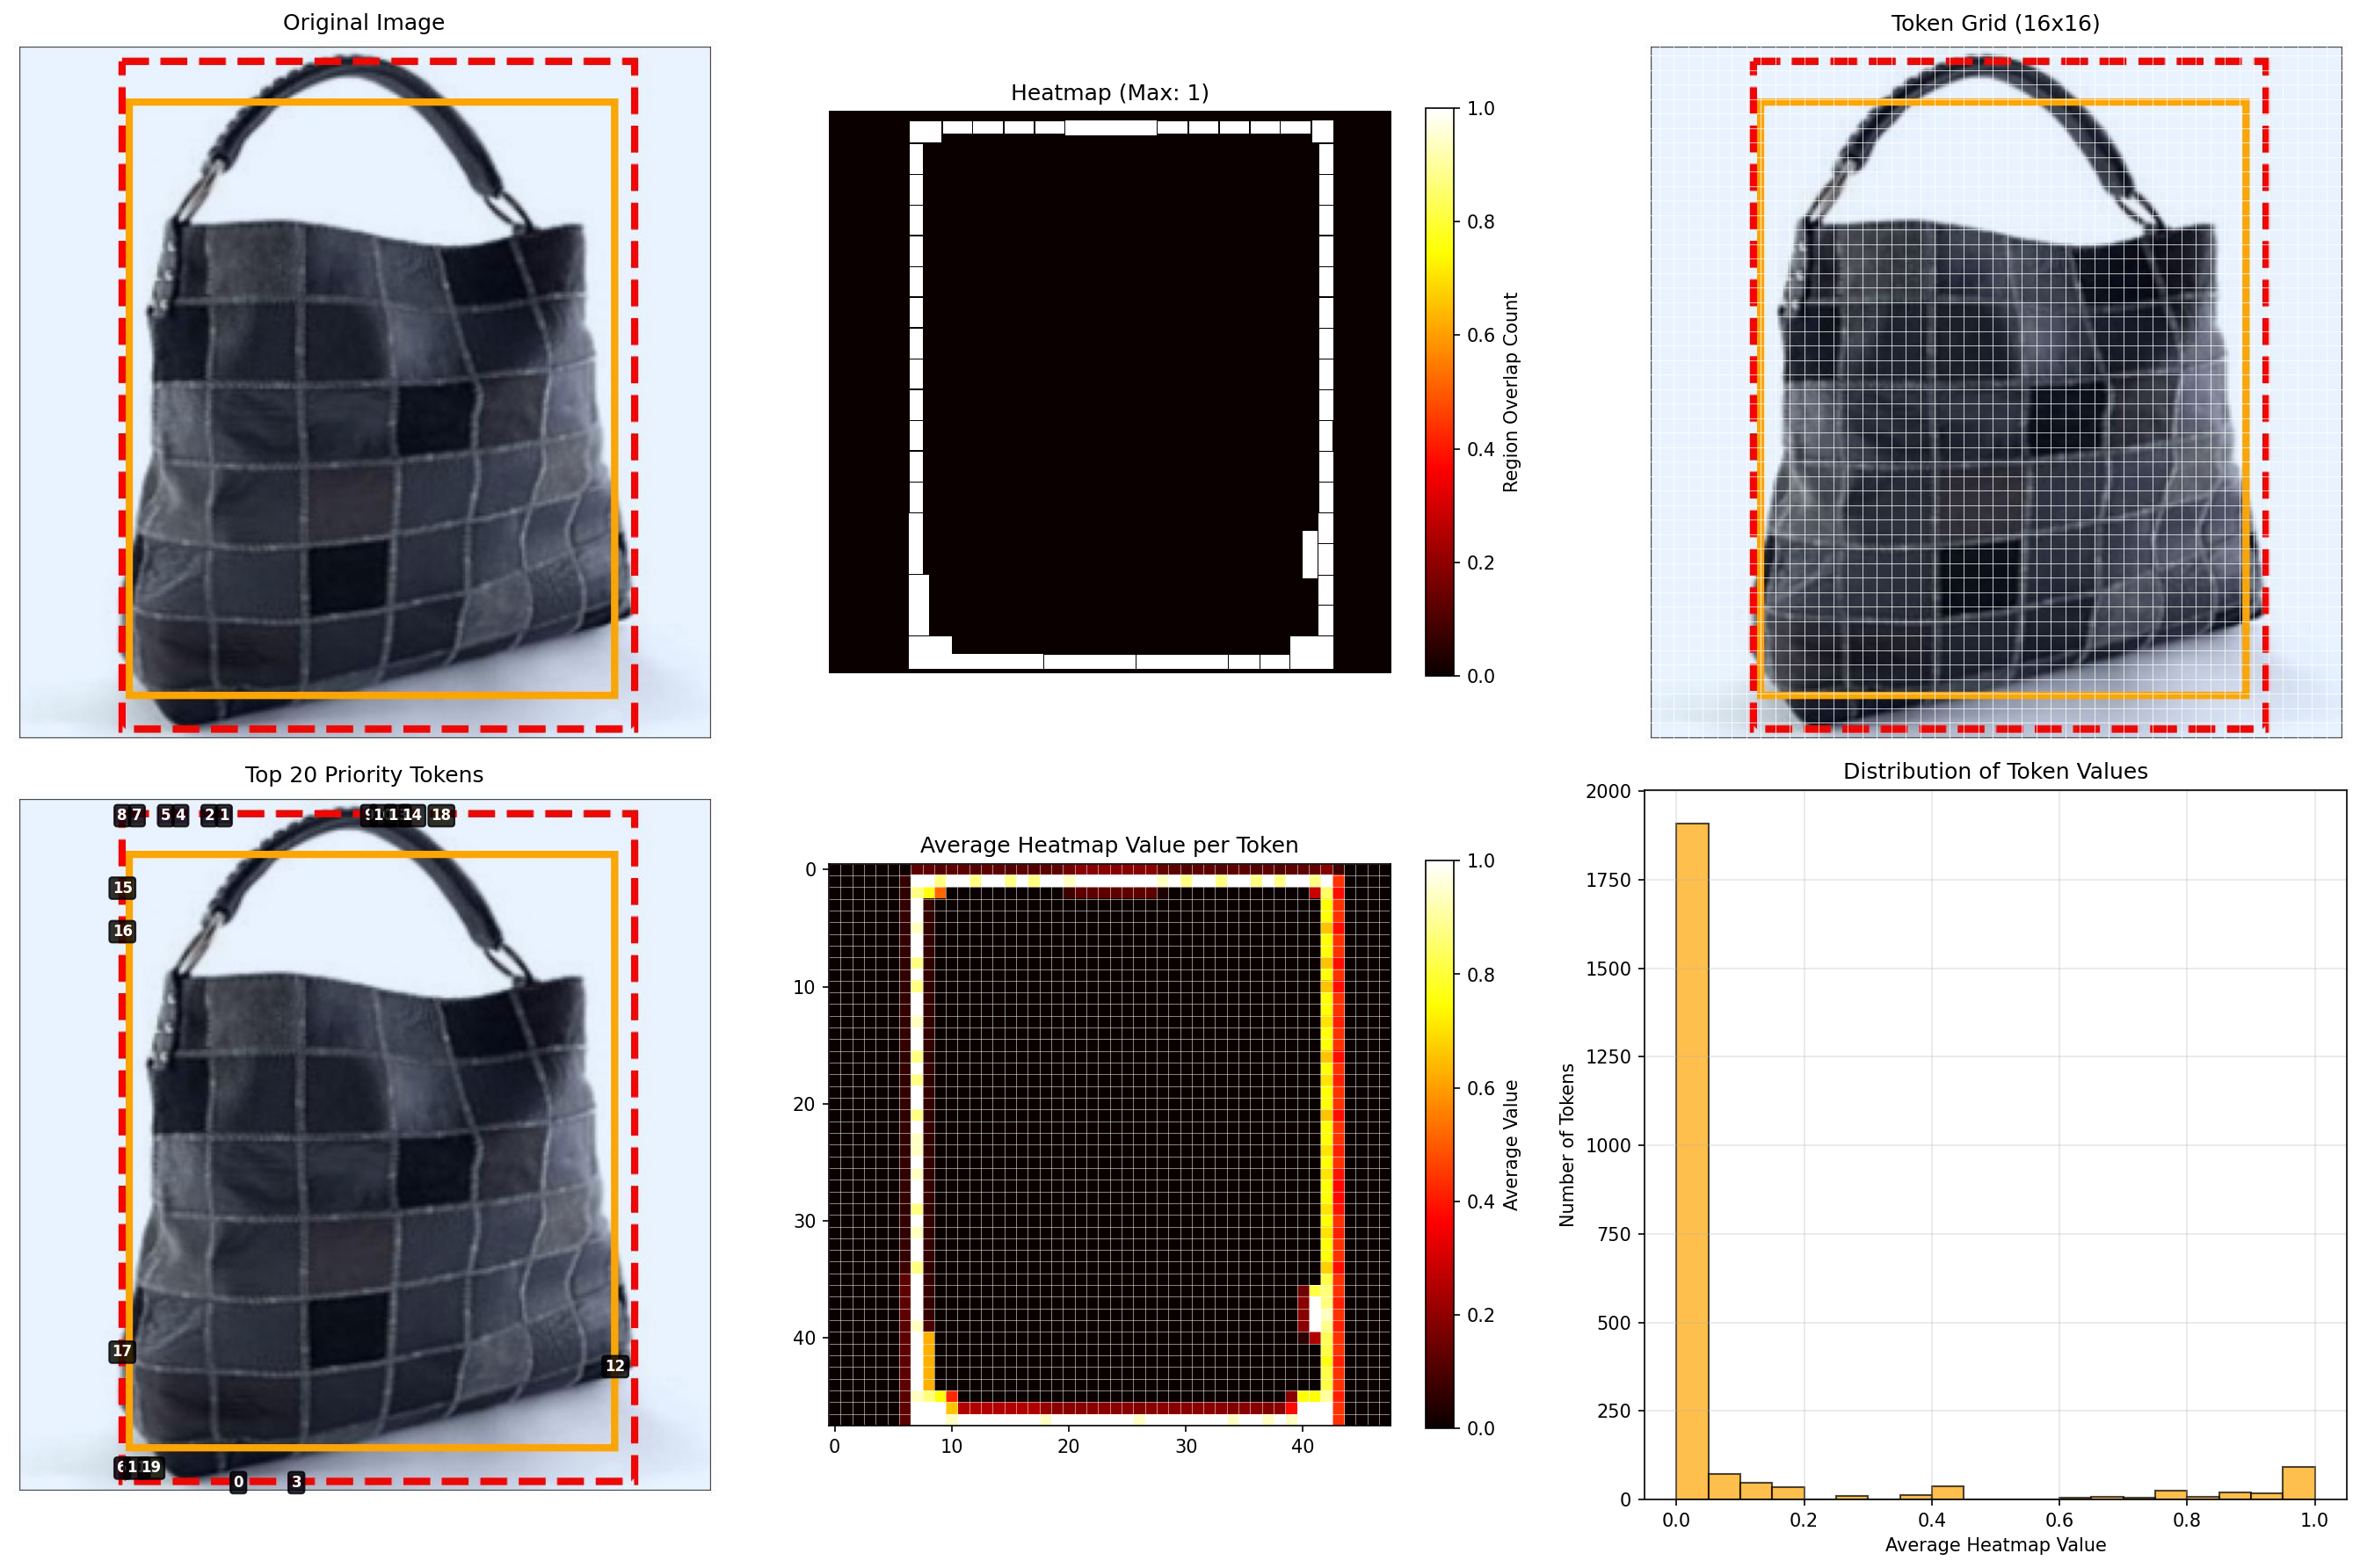 Original Image
Heatmap (Max: 1)
1.0
0.8
0.6
0.4
0.2
0.0
Region Overlap Count
Token Grid (16x16)
Top 20 Priority Tokens
8 7 5 4 2 1 9 14 18
15
16
17
12
6 19
0 3
Average Heatmap Value per Token
0
10
20
30
40
0 10 20 30 40
1.0
0.8
0.6
0.4
0.2
0.0
Average Value
Distribution of Token Values
2000
1750
1500
1250
1000
750
500
250
0
Number of Tokens
0.0 0.2 0.4 0.6 0.8 1.0
Average Heatmap Value